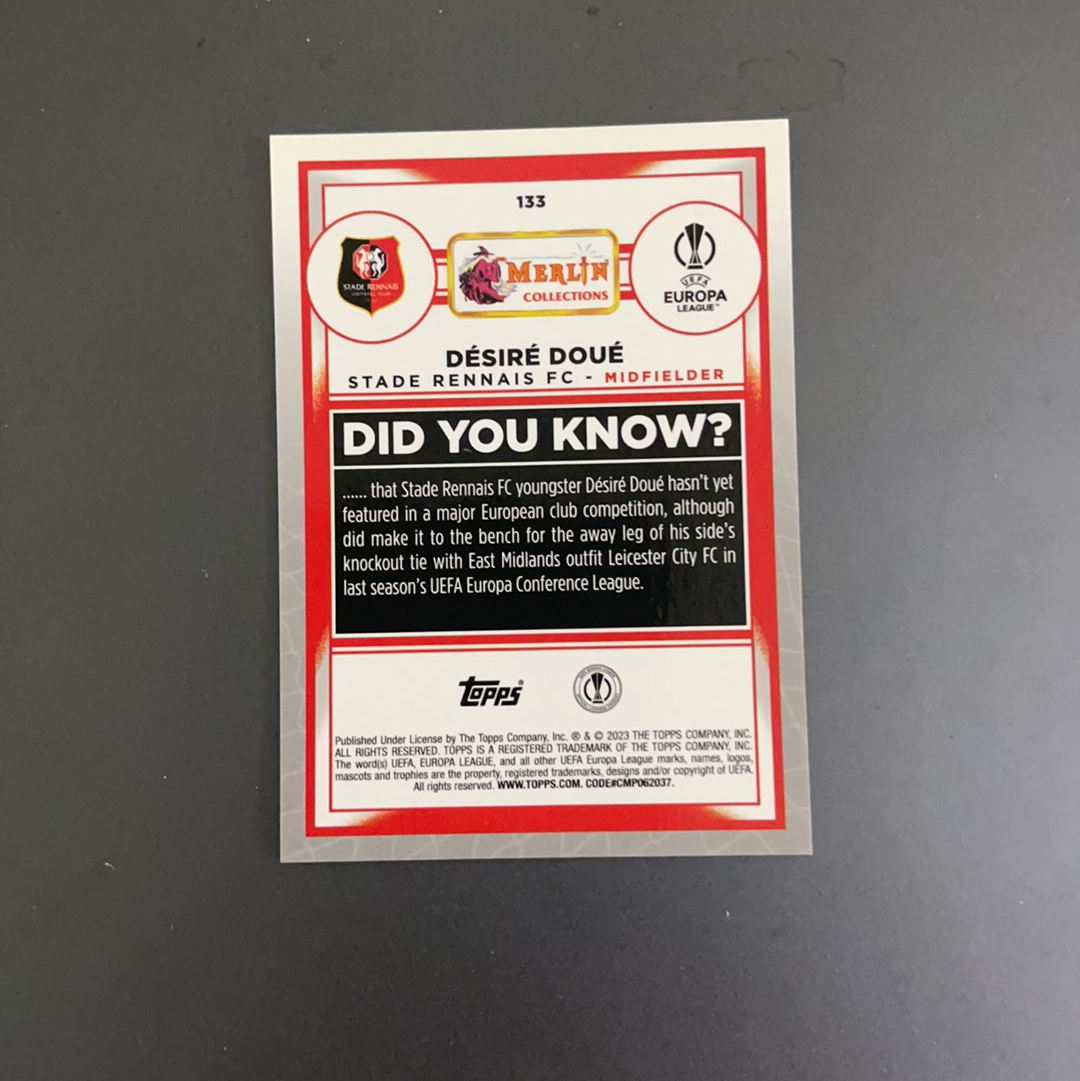 133
STADE RENNAIS
FOOTBALL CLUB
MERLIN
COLLECTIONS
UEFA
EUROPA
LEAGUE™
DÉSIRÉ DOUÉ
STADE RENNAIS FC - MIDFIELDER
DID YOU KNOW?
...... that Stade Rennais FC youngster Désiré Doué hasn't yet
featured in a major European club competition, although
did make it to the bench for the away leg of his side's
knockout tie with East Midlands outfit Leicester City FC in
last season's UEFA Europa Conference League.
Topps®
Published Under License by The Topps Company, Inc. ® & © 2023 THE TOPPS COMPANY, INC.
ALL RIGHTS RESERVED. TOPPS IS A REGISTERED TRADEMARK OF THE TOPPS COMPANY, INC.
The word(s) UEFA, EUROPA LEAGUE, and all other UEFA Europa League marks, names, logos,
mascots and trophies are the property, registered trademarks, designs and/or copyright of UEFA.
All rights reserved. WWW.TOPPS.COM. CODE#CMP062037.